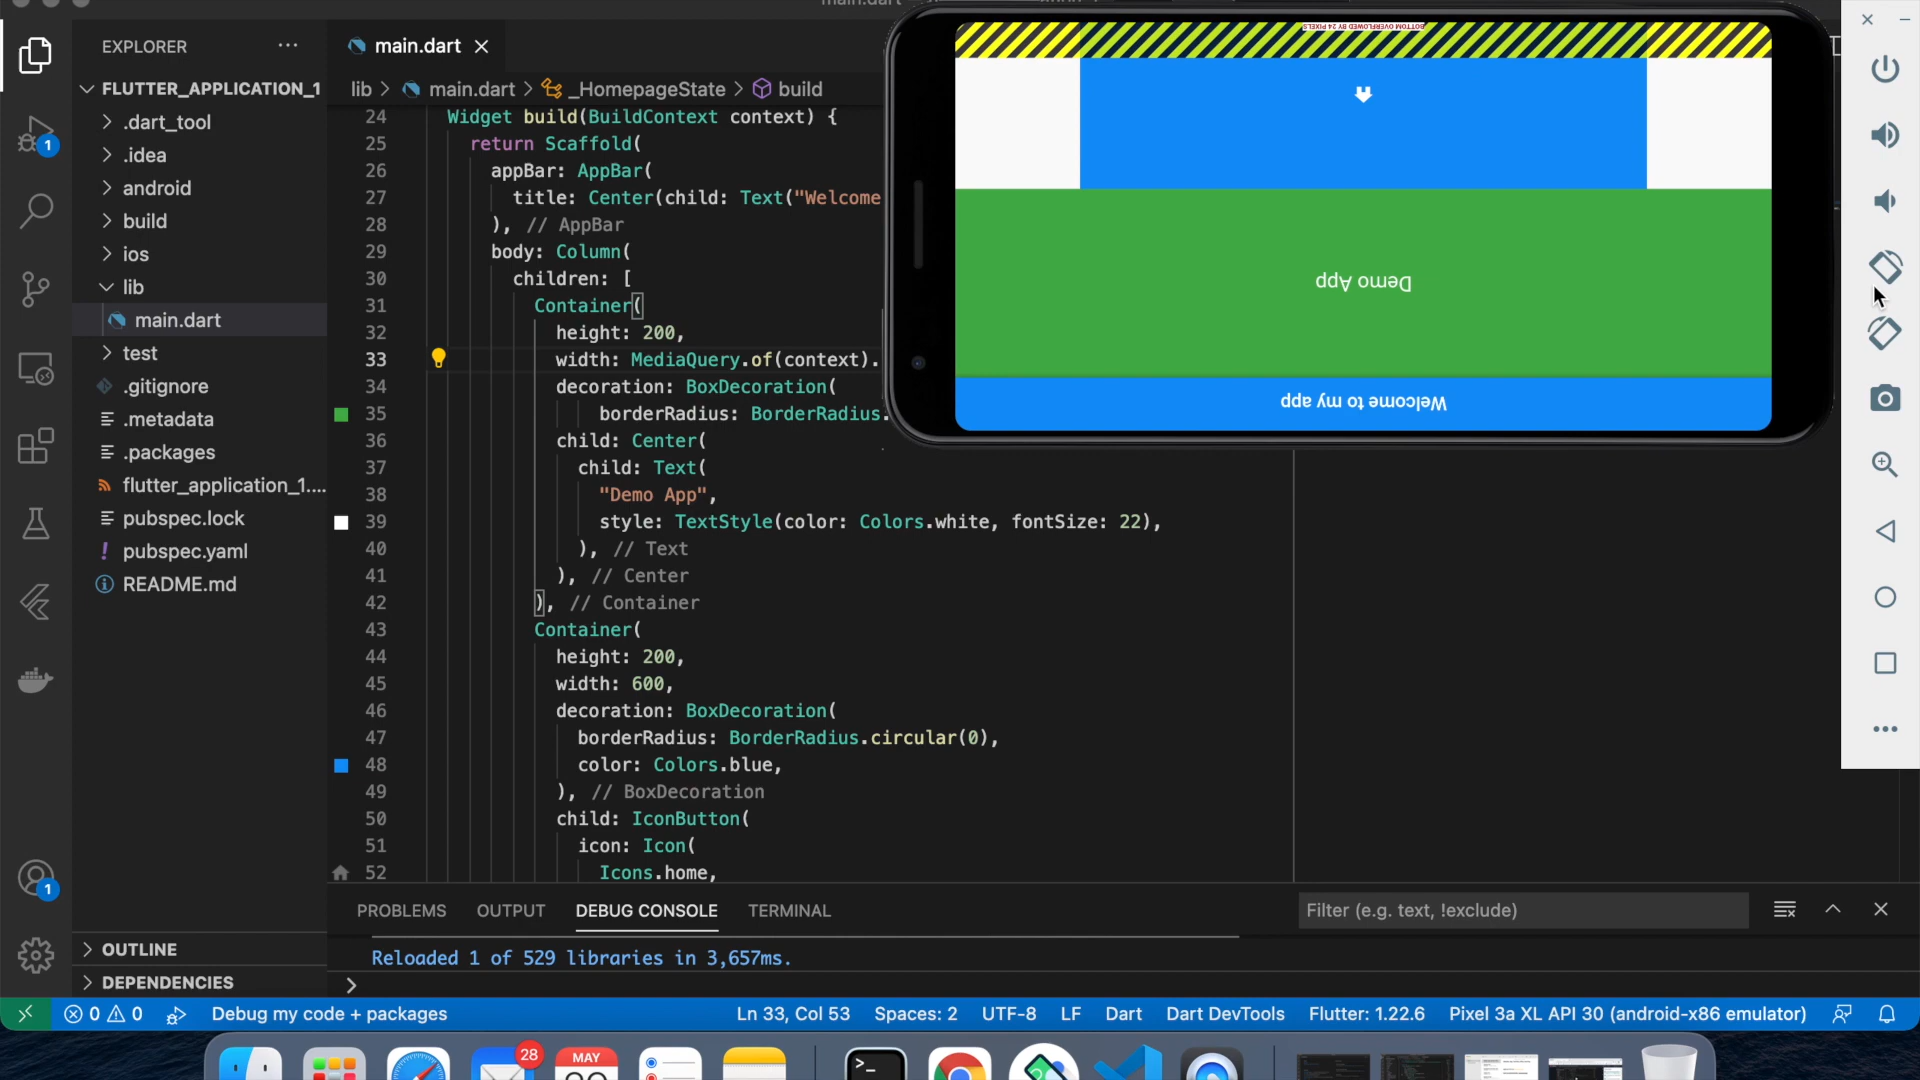 main.dart
EXPLORER
main.dart
FLUTTER_APPLICATION_1
lib > main.dart > _HomepageState > build
.dart_tool
.idea
android
build
ios
lib
main.dart
test
.gitignore
.metadata
.packages
flutter_application_1....
pubspec.lock
pubspec.yaml
README.md
OUTLINE
DEPENDENCIES
24 Widget build(BuildContext context) {
25 return Scaffold(
26 appBar: AppBar(
27 title: Center(child: Text("Welcome
28 ), // AppBar
29 body: Column(
30 children: [
31 Container(
32 height: 200,
33 width: MediaQuery.of(context).
34 decoration: BoxDecoration(
35 borderRadius: BorderRadius.
36 child: Center(
37 child: Text(
38 "Demo App",
39 style: TextStyle(color: Colors.white, fontSize: 22),
40 ), // Text
41 ), // Center
42 ), // Container
43 Container(
44 height: 200,
45 width: 600,
46 decoration: BoxDecoration(
47 borderRadius: BorderRadius.circular(0),
48 color: Colors.blue,
49 ), // BoxDecoration
50 child: IconButton(
51 icon: Icon(
52 Icons.home,
BOTTOM OVERFLOWED BY 24 PIXELS
Demo App
Welcome to my app
PROBLEMS OUTPUT DEBUG CONSOLE TERMINAL
Filter (e.g. text, !exclude)
Reloaded 1 of 529 libraries in 3,657ms.
>
0 0 Debug my code + packages
Ln 33, Col 53 Spaces: 2 UTF-8 LF Dart Dart DevTools Flutter: 1.22.6 Pixel 3a XL API 30 (android-x86 emulator)
1
1
28
MAY